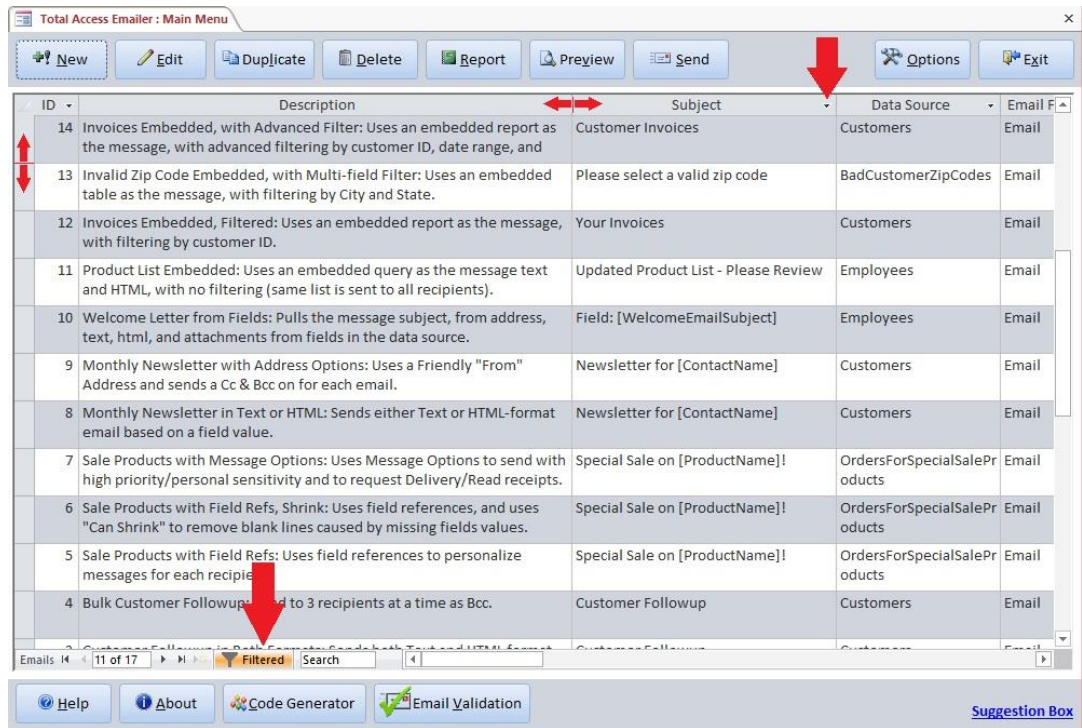 Total Access Emailer : Main Menu
New Edit Duplicate Delete Report Preview Send Options Exit
ID Description Subject Data Source Email F
14 Invoices Embedded, with Advanced Filter: Uses an embedded report as Customer Invoices Customers Email
the message, with advanced filtering by customer ID, date range, and
13 Invalid Zip Code Embedded, with Multi-field Filter: Uses an embedded Please select a valid zip code BadCustomerZipCodes Email
table as the message, with filtering by City and State.
12 Invoices Embedded, Filtered: Uses an embedded report as the message, Your Invoices Customers Email
with filtering by customer ID.
11 Product List Embedded: Uses an embedded query as the message text Updated Product List - Please Review Employees Email
and HTML, with no filtering (same list is sent to all recipients).
10 Welcome Letter from Fields: Pulls the message subject, from address, Field: [WelcomeEmailSubject] Employees Email
text, html, and attachments from fields in the data source.
9 Monthly Newsletter with Address Options: Uses a Friendly "From" Newsletter for [ContactName] Customers Email
Address and sends a Cc & Bcc on for each email.
8 Monthly Newsletter in Text or HTML: Sends either Text or HTML-format Newsletter for [ContactName] Customers Email
email based on a field value.
7 Sale Products with Message Options: Uses Message Options to send with Special Sale on [ProductName]! OrdersForSpecialSalePr Email
high priority/personal sensitivity and to request Delivery/Read receipts. oducts
6 Sale Products with Field Refs, Shrink: Uses field references, and uses Special Sale on [ProductName]! OrdersForSpecialSalePr Email
"Can Shrink" to remove blank lines caused by missing fields values. oducts
5 Sale Products with Field Refs: Uses field references to personalize Special Sale on [ProductName]! OrdersForSpecialSalePr Email
messages for each recipie oducts
4 Bulk Customer Followup: to 3 recipients at a time as Bcc. Customer Followup Customers Email
Emails 11 of 17 Filtered Search
Help About Code Generator Email Validation
Suggestion Box